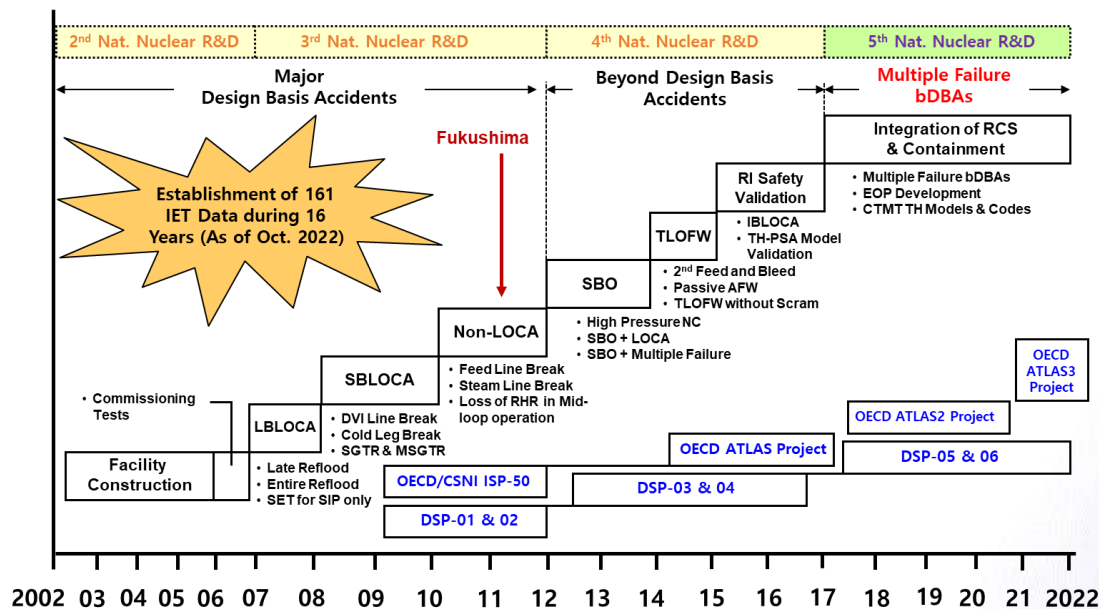 2nd Nat. Nuclear R&D
3rd Nat. Nuclear R&D
4th Nat. Nuclear R&D
5th Nat. Nuclear R&D
Major
Design Basis Accidents
Beyond Design Basis
Accidents
Multiple Failure
bDBAs
Fukushima
Establishment of 161
IET Data during 16
Years (As of Oct. 2022)
Integration of RCS
& Containment
• Multiple Failure bDBAs
• EOP Development
• CTMT TH Models & Codes
RI Safety
Validation
• IBLOCA
• TH-PSA Model
Validation
TLOFW
• 2nd Feed and Bleed
• Passive AFW
• TLOFW without Scram
SBO
• High Pressure NC
• SBO + LOCA
• SBO + Multiple Failure
Non-LOCA
• Feed Line Break
• Steam Line Break
• Loss of RHR in Mid-
loop operation
SBLOCA
• DVI Line Break
• Cold Leg Break
• SGTR & MSGTR
LBLOCA
• Late Reflood
• Entire Reflood
• SET for SIP only
• Commissioning
Tests
Facility
Construction
OECD/CSNI ISP-50
DSP-01 & 02
OECD ATLAS Project
DSP-03 & 04
OECD ATLAS2 Project
DSP-05 & 06
OECD
ATLAS3
Project
2002 03 04 05 06 07 08 09 10 11 12 13 14 15 16 17 18 19 20 21 2022